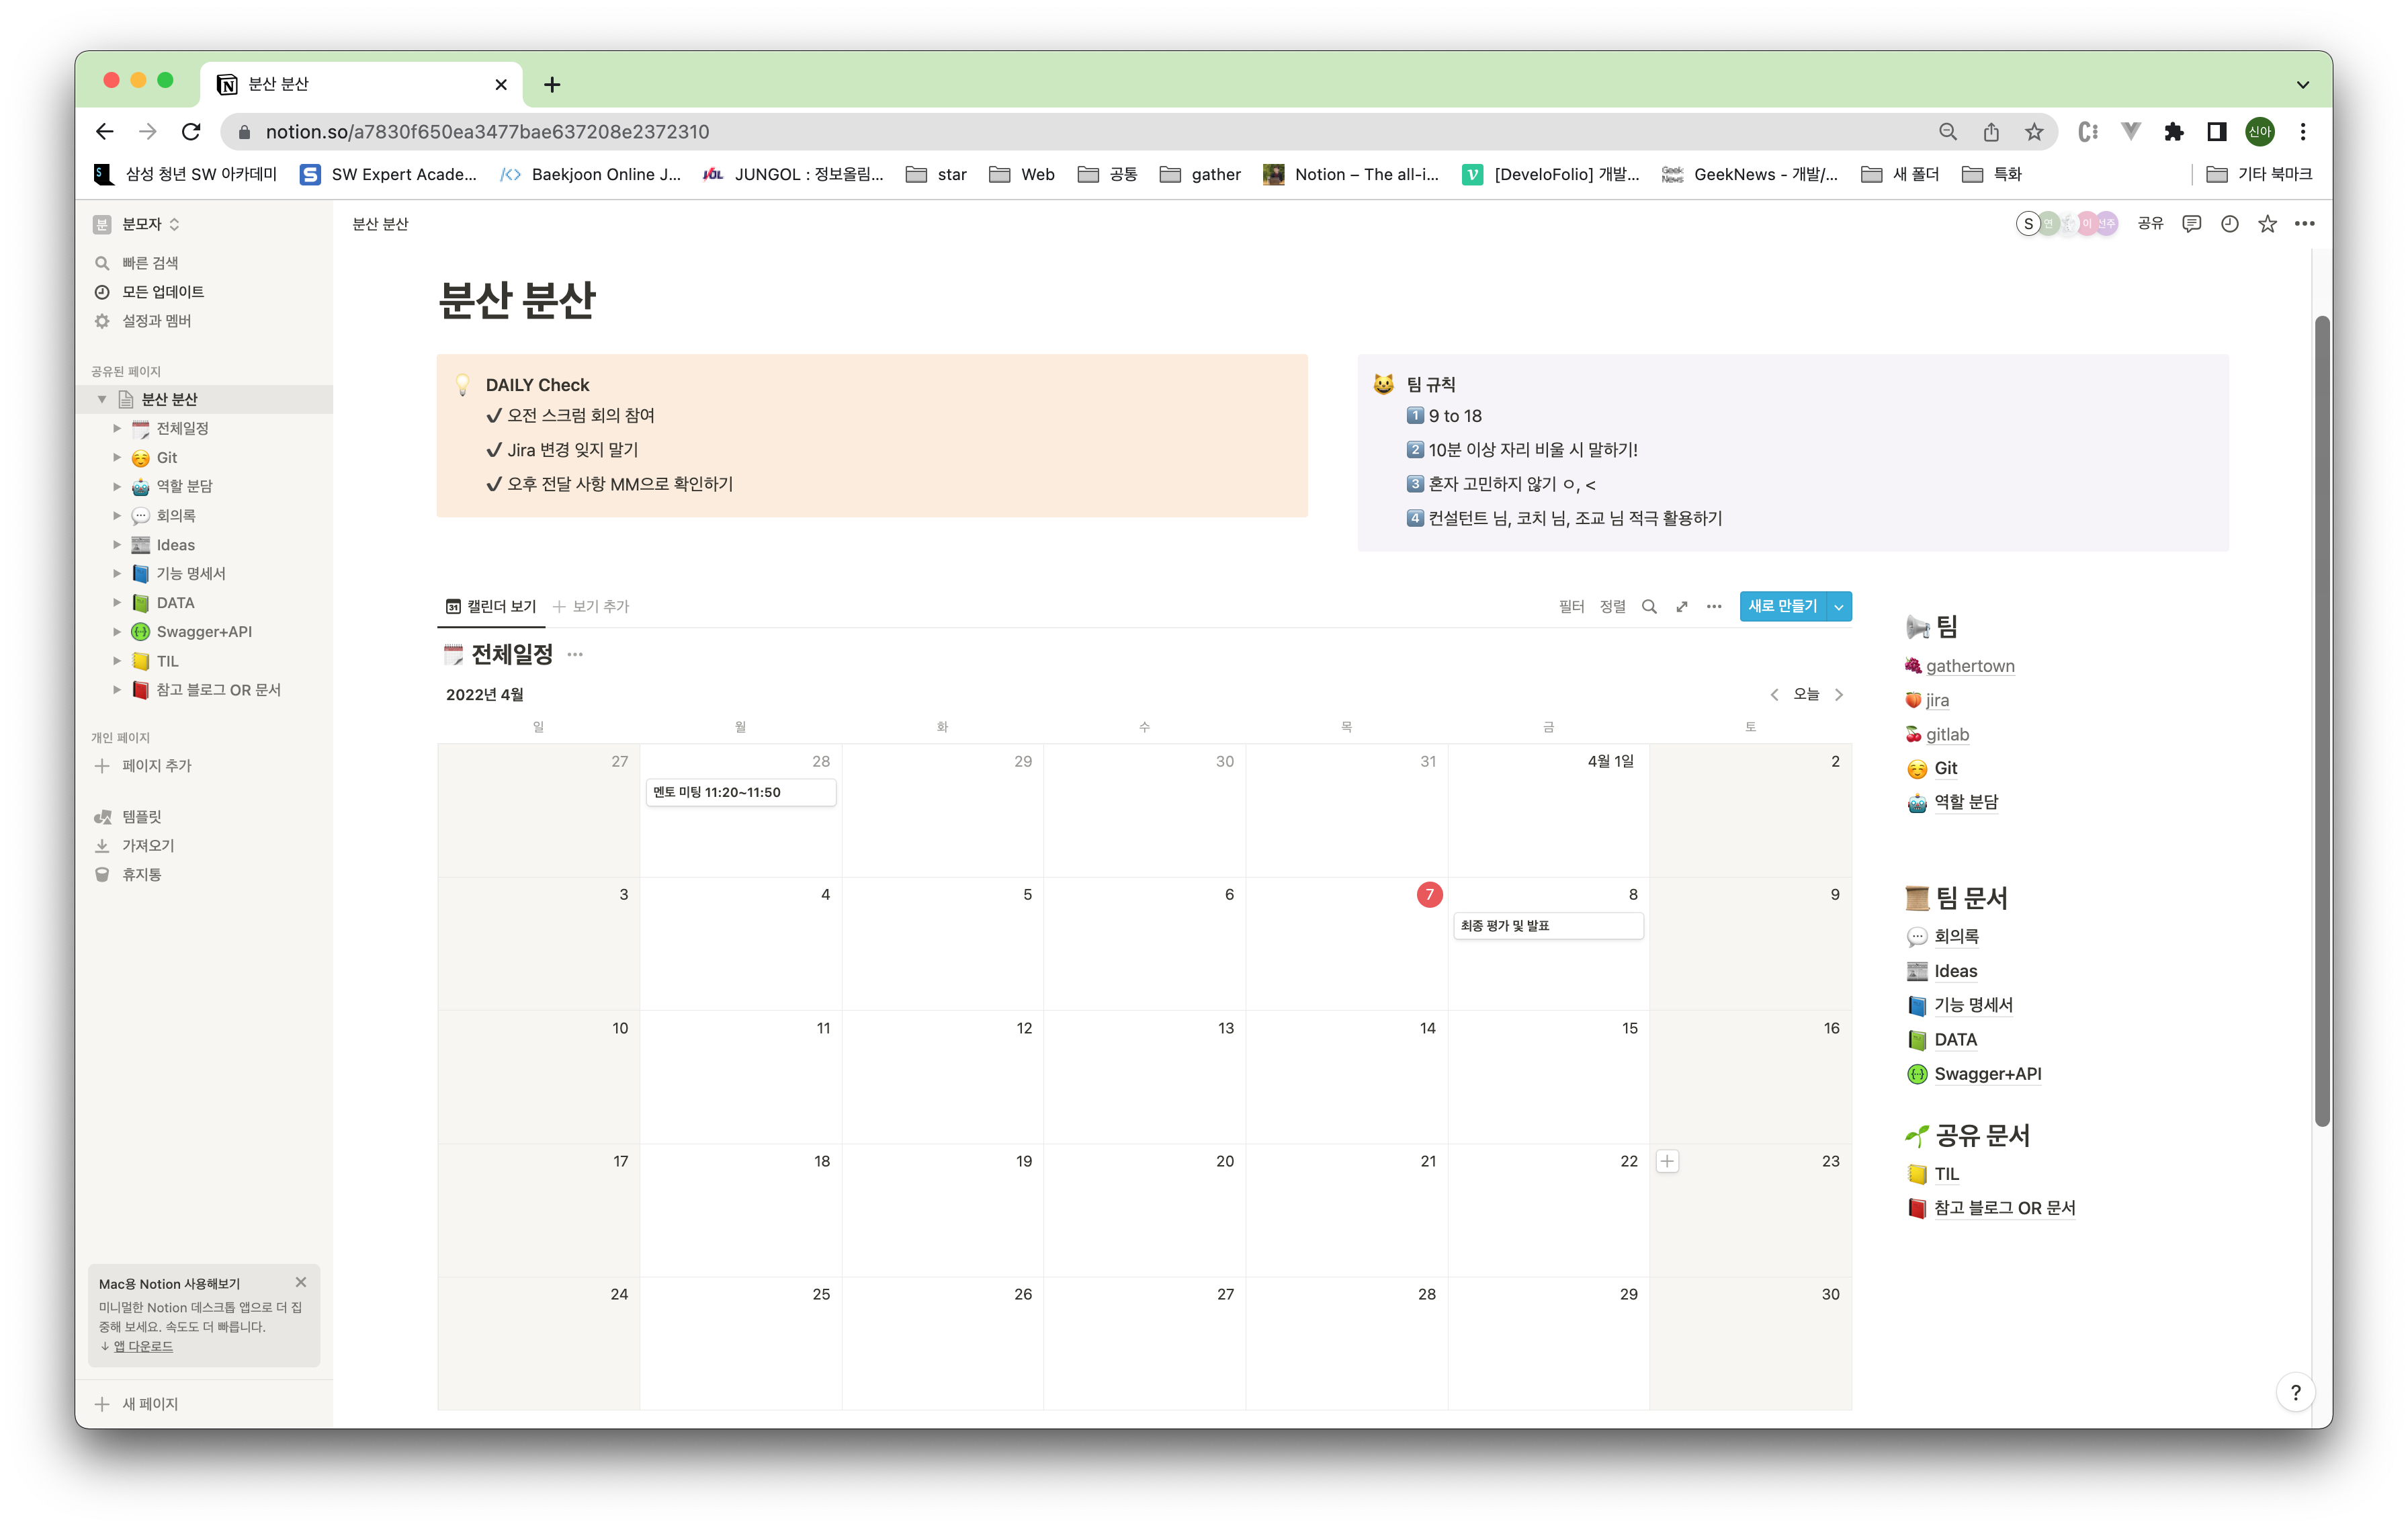 분산 분산
notion.so/a7830f650ea3477bae637208e2372310
신아
삼성 청년 SW 아카데미
SW Expert Acade...
Baekjoon Online J...
JUNGOL : 정보올림...
star
Web
공통
gather
Notion – The all-i...
[DeveloFolio] 개발...
GeekNews - 개발/...
새 폴더
특화
기타 북마크
분 분모자
빠른 검색
모든 업데이트
설정과 멤버
공유된 페이지
분산 분산
전체일정
Git
역할 분담
회의록
Ideas
기능 명세서
DATA
Swagger+API
TIL
참고 블로그 OR 문서
개인 페이지
페이지 추가
템플릿
가져오기
휴지통
Mac용 Notion 사용해보기
미니멀한 Notion 데스크톱 앱으로 더 집
중해 보세요. 속도도 더 빠릅니다.
↓ 앱 다운로드
새 페이지
분산 분산
S 연 이 선주 공유
분산 분산
DAILY Check
✔ 오전 스크럼 회의 참여
✔ Jira 변경 잊지 말기
✔ 오후 전달 사항 MM으로 확인하기
팀 규칙
1 9 to 18
2 10분 이상 자리 비울 시 말하기!
3 혼자 고민하지 않기 ㅇ, <
4 컨설턴트 님, 코치 님, 조교 님 적극 활용하기
31 캘린더 보기 보기 추가 필터 정렬 새로 만들기
전체일정
2022년 4월 오늘
일 월 화 수 목 금 토
27 28 29 30 31 4월 1일 2
멘토 미팅 11:20~11:50
3 4 5 6 7 8 9
최종 평가 및 발표
10 11 12 13 14 15 16
17 18 19 20 21 22 23
24 25 26 27 28 29 30
팀
gathertown
jira
gitlab
Git
역할 분담
팀 문서
회의록
Ideas
기능 명세서
DATA
Swagger+API
공유 문서
TIL
참고 블로그 OR 문서
?